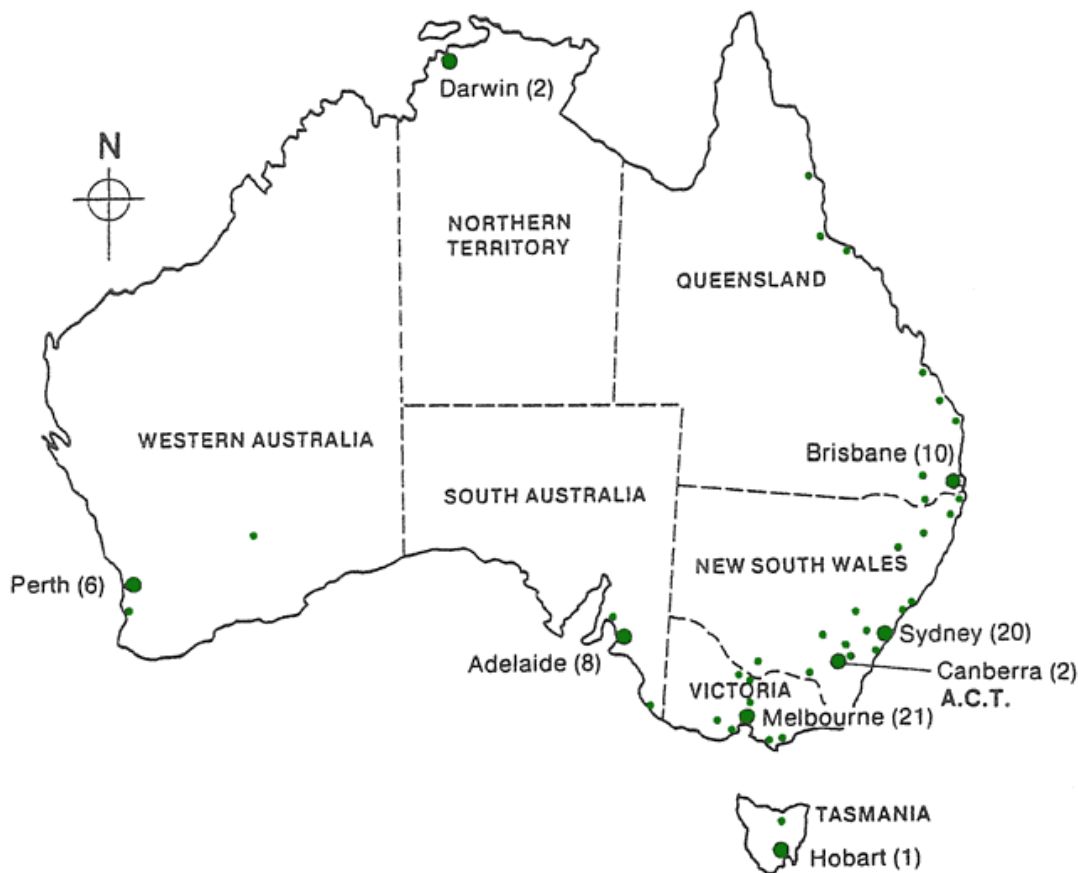 Darwin (2)
N
NORTHERN
TERRITORY
QUEENSLAND
WESTERN AUSTRALIA
Brisbane (10)
SOUTH AUSTRALIA
NEW SOUTH WALES
Perth (6)
Sydney (20)
Adelaide (8)
Canberra (2)
A.C.T.
VICTORIA
Melbourne (21)
TASMANIA
Hobart (1)